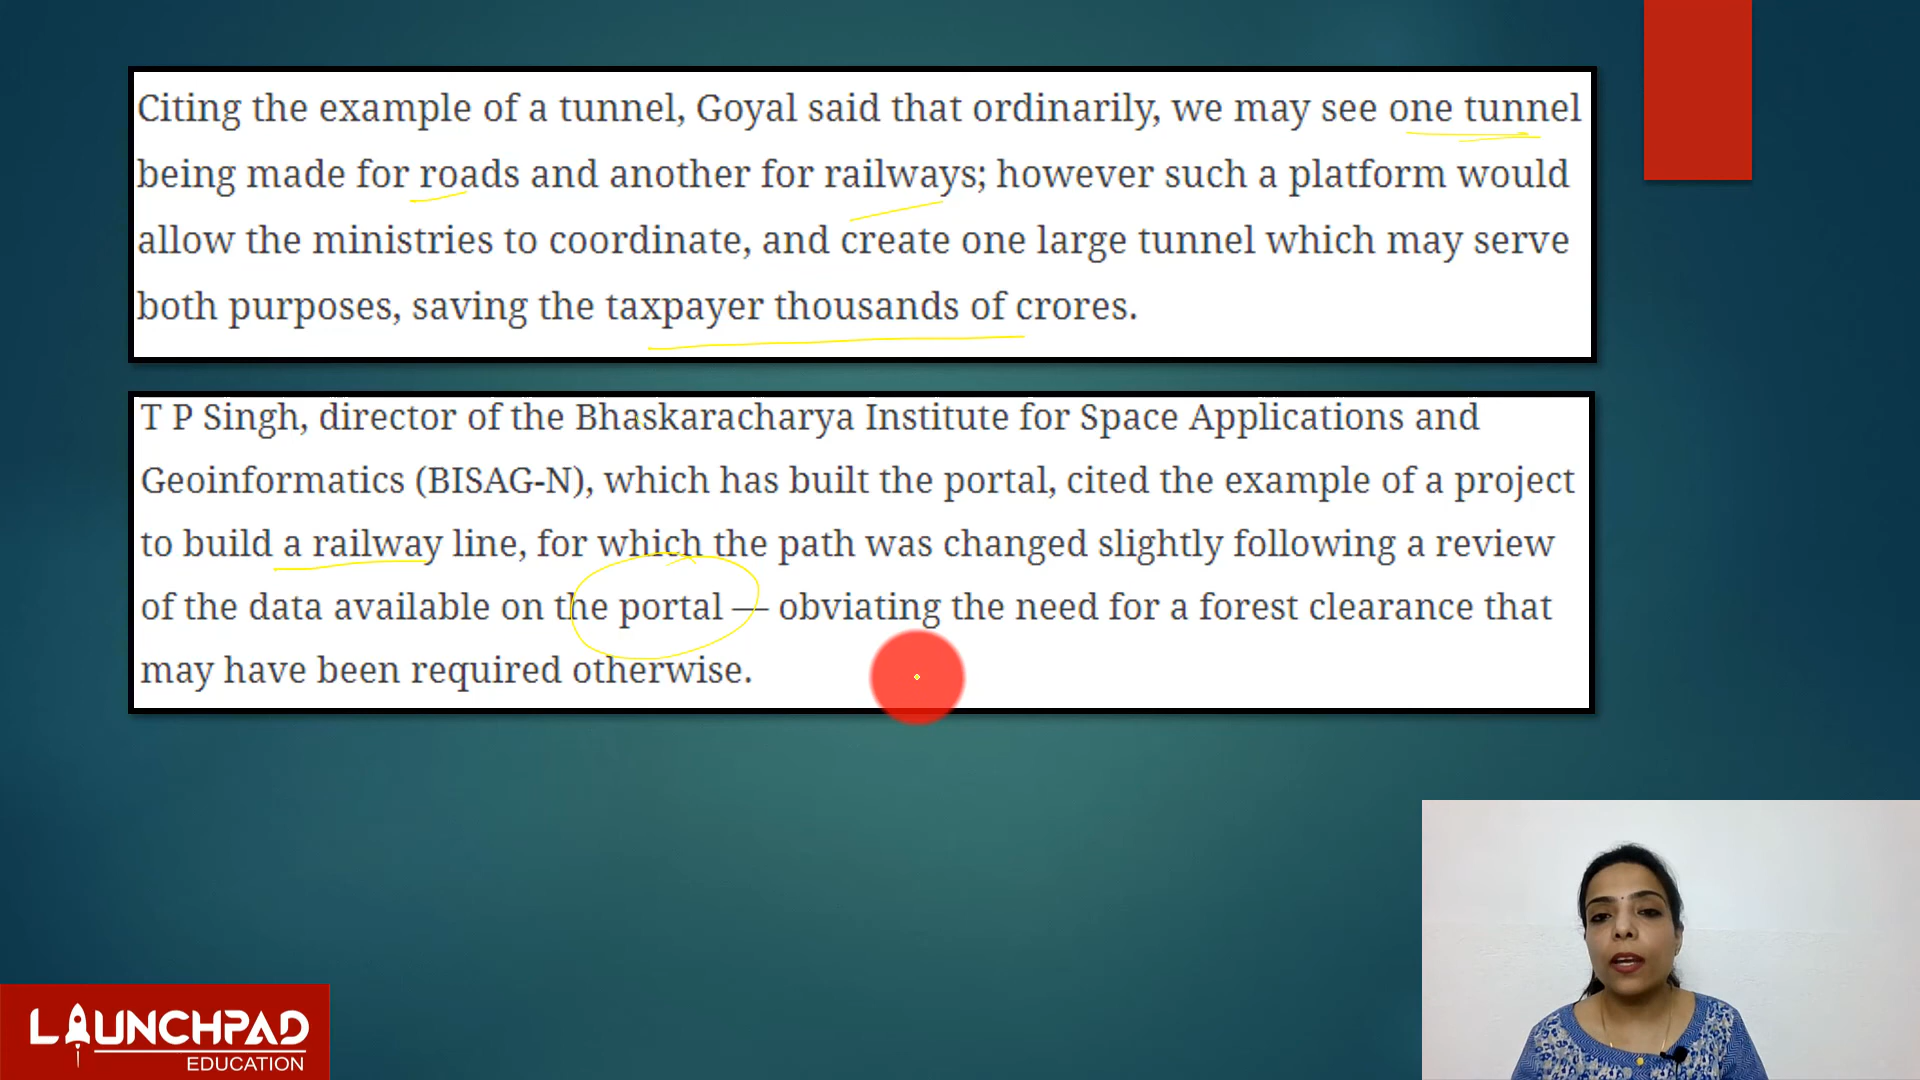 Citing the example of a tunnel, Goyal said that ordinarily, we may see one tunnel
being made for roads and another for railways; however such a platform would
allow the ministries to coordinate, and create one large tunnel which may serve
both purposes, saving the taxpayer thousands of crores.
T P Singh, director of the Bhaskaracharya Institute for Space Applications and
Geoinformatics (BISAG-N), which has built the portal, cited the example of a project
to build a railway line, for which the path was changed slightly following a review
of the data available on the portal — obviating the need for a forest clearance that
may have been required otherwise.
LAUNCHPAD
EDUCATION